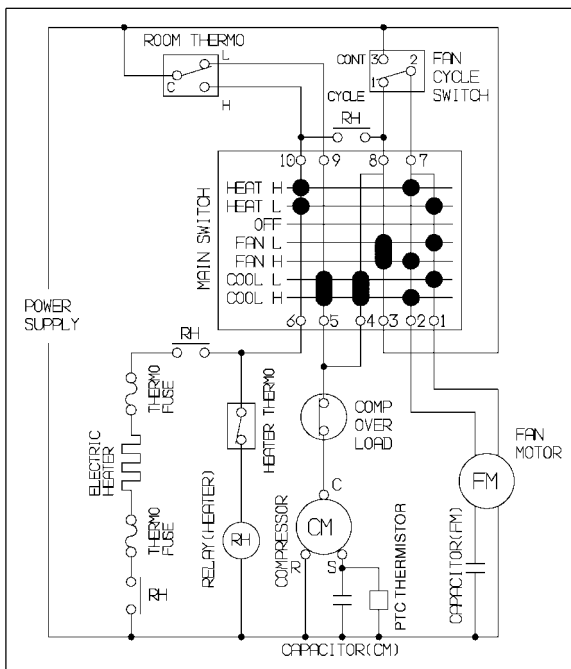 ROOM THERMO
L
C
H
CONT
3
2
1
CYCLE
FAN
CYCLE
SWITCH
RH
10 9 8 7
MAIN SWITCH
HEAT H
HEAT L
OFF
FAN L
FAN H
COOL L
COOL H
6 5 4 3 2 1
POWER
SUPPLY
RH
THERMO
FUSE
ELECTRIC
HEATER
THERMO
FUSE
RH
HEATER THERMO
RELAY(HEATER)
RH
COMP
OVER
LOAD
COMPRESSOR
C
CM
R
S
PTC THERMISTOR
CAPACITOR(CM)
FAN
MOTOR
FM
CAPACITOR(FM)